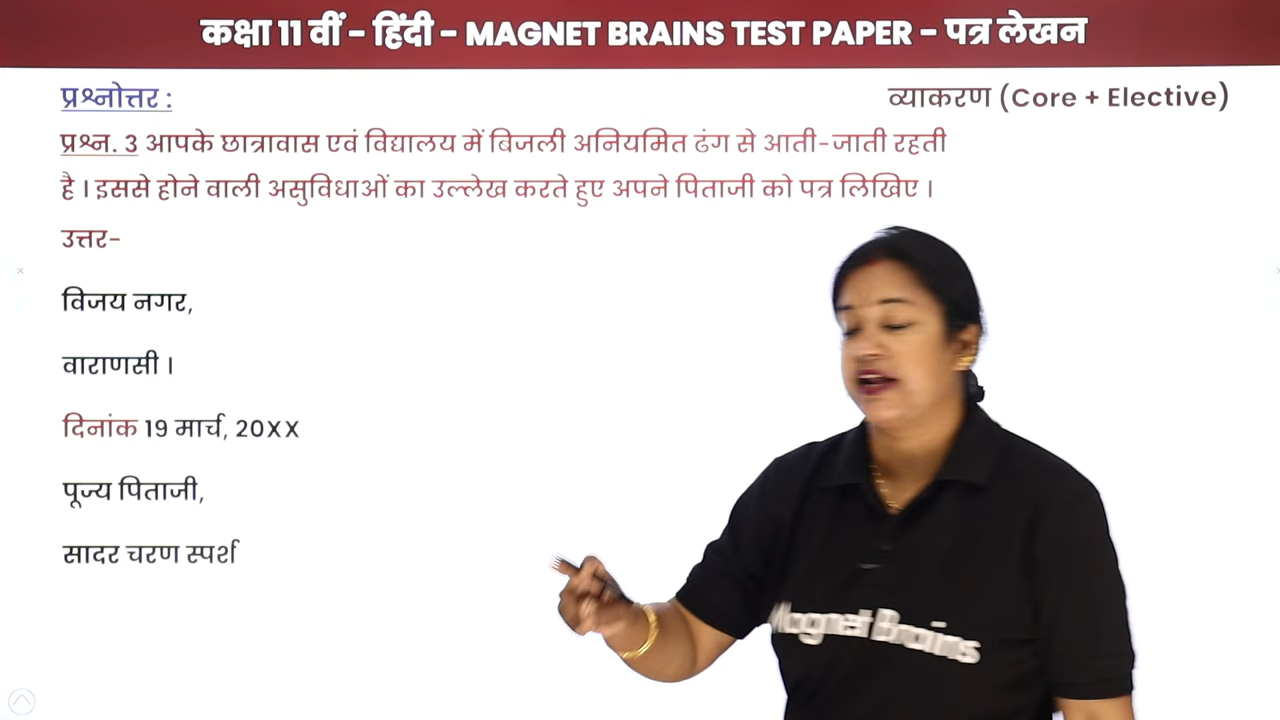 कक्षा 11 वीं - हिंदी - MAGNET BRAINS TEST PAPER - पत्र लेखन
प्रश्नोत्तर : व्याकरण (Core + Elective)
प्रश्न. 3 आपके छात्रावास एवं विद्यालय में बिजली अनियमित ढंग से आती-जाती रहती
है । इससे होने वाली असुविधाओं का उल्लेख करते हुए अपने पिताजी को पत्र लिखिए ।
उत्तर-
विजय नगर,
वाराणसी ।
दिनांक 19 मार्च, 20XX
पूज्य पिताजी,
सादर चरण स्पर्श
Magnet Brains